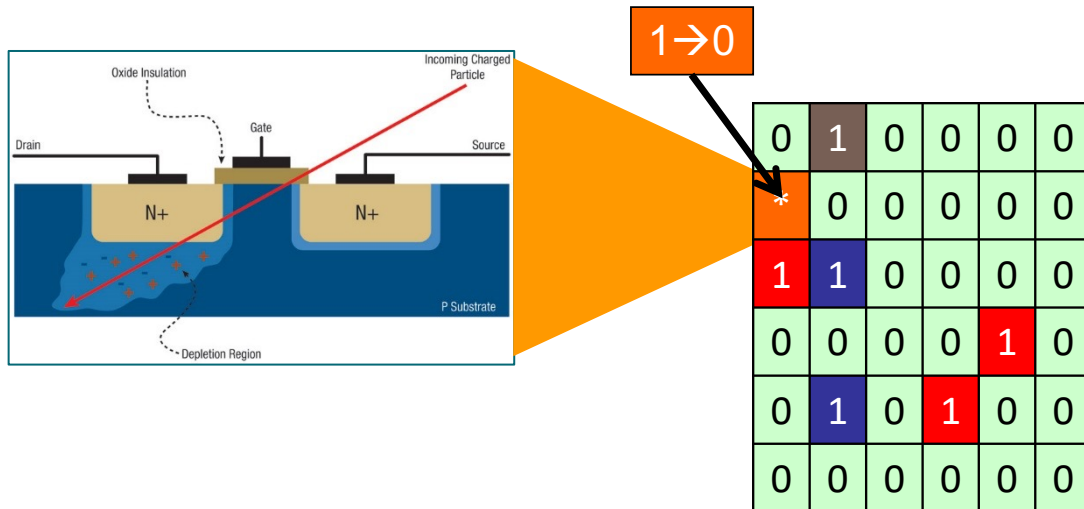 1→0
Incoming Charged
Particle
Oxide Insulation
Gate
Drain
Source
N+
N+
P Substrate
Depletion Region
0 1 0 0 0 0
* 0 0 0 0 0
1 1 0 0 0 0
0 0 0 0 1 0
0 1 0 1 0 0
0 0 0 0 0 0